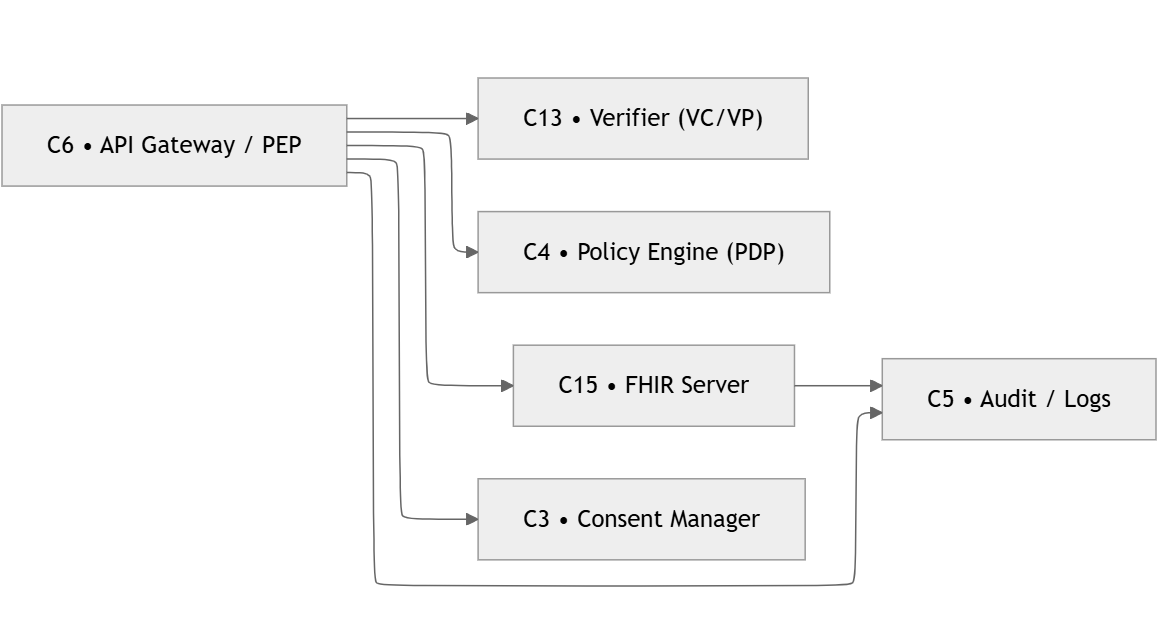 C6 • API Gateway / PEP
C13 • Verifier (VC/VP)
C4 • Policy Engine (PDP)
C15 • FHIR Server
C5 • Audit / Logs
C3 • Consent Manager